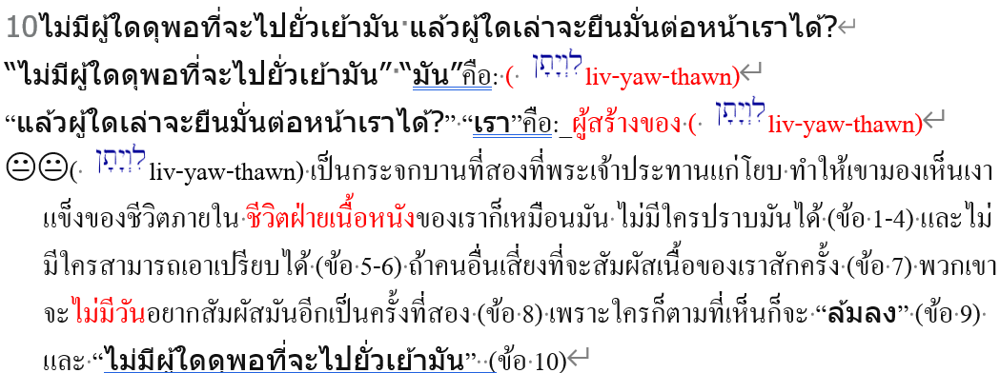 10ไม่มีผู้ใดดุพอที่จะไปยั่วเย้ามัน แล้วผู้ใดเล่าจะยืนมั่นต่อหน้าเราได้?
“ไม่มีผู้ใดดุพอที่จะไปยั่วเย้ามัน” “มัน”คือ: ( לִוְיָתָן liv-yaw-thawn)
“แล้วผู้ใดเล่าจะยืนมั่นต่อหน้าเราได้?” “เรา”คือ: ผู้สร้างของ ( לִוְיָתָן liv-yaw-thawn)
😐😐( לִוְיָתָן liv-yaw-thawn) เป็นกระจกบานที่สองที่พระเจ้าประทานแก่โยบ ทำให้เขามองเห็นเงา
แข็งของชีวิตภายใน ชีวิตฝ่ายเนื้อหนังของเราก็เหมือนมัน ไม่มีใครปราบมันได้ (ข้อ 1-4) และไม่
มีใครสามารถเอาเปรียบได้ (ข้อ 5-6) ถ้าคนอื่นเสี่ยงที่จะสัมผัสเนื้อของเราสักครั้ง (ข้อ 7) พวกเขา
จะไม่มีวันอยากสัมผัสมันอีกเป็นครั้งที่สอง (ข้อ 8) เพราะใครก็ตามที่เห็นก็จะ “ล้มลง” (ข้อ 9)
และ “ไม่มีผู้ใดดุพอที่จะไปยั่วเย้ามัน” (ข้อ 10)